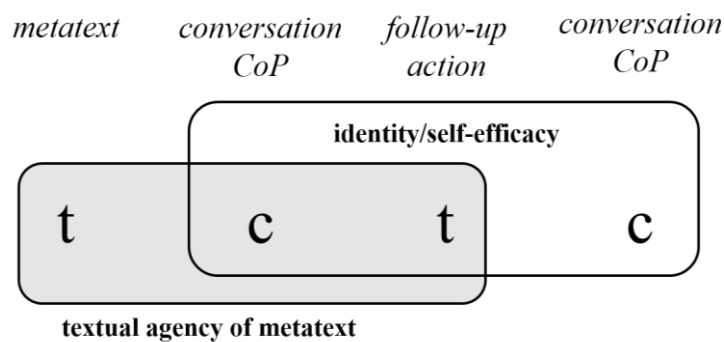 metatext conversation follow-up conversation
CoP action CoP
identity/self-efficacy
t c t c
textual agency of metatext